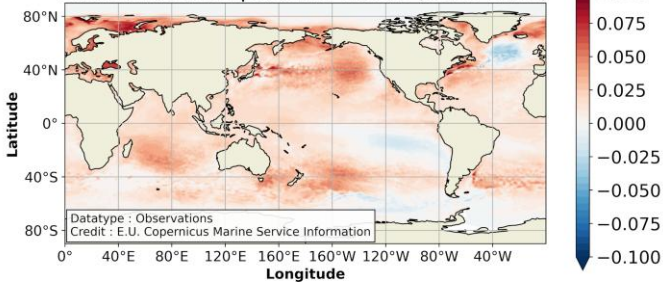 80°N
40°N
0°
40°S
80°S
Latitude
Datatype : Observations
Credit : E.U. Copernicus Marine Service Information
0° 40°E 80°E 120°E 160°E 160°W 120°W 80°W 40°W
Longitude
0.075
0.050
0.025
0.000
−0.025
−0.050
−0.075
−0.100